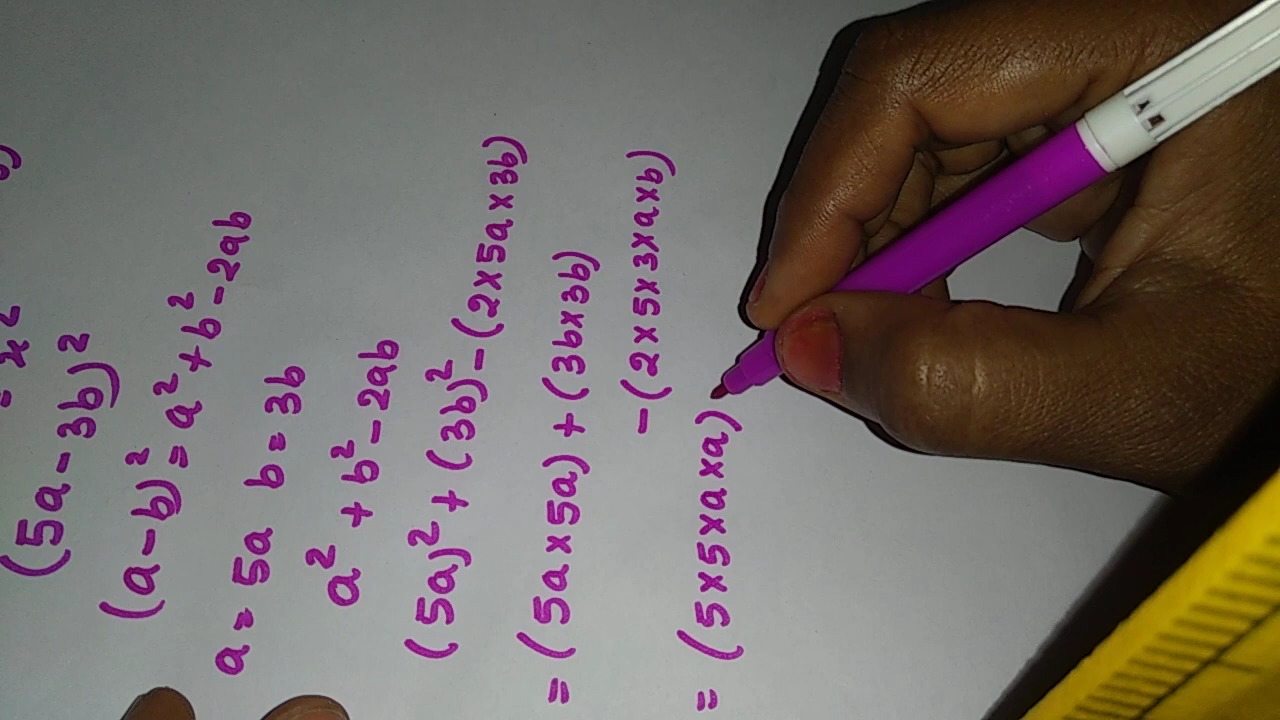 = x²
(5a - 3b)²
(a - b)² = a² + b² - 2ab
a = 5a b = 3b
a² + b² - 2ab
(5a)² + (3b)² - (2 x 5a x 3b)
= (5a x 5a) + (3b x 3b)
- (2 x 5 x 3 x a x b)
= (5 x 5 x a x a)